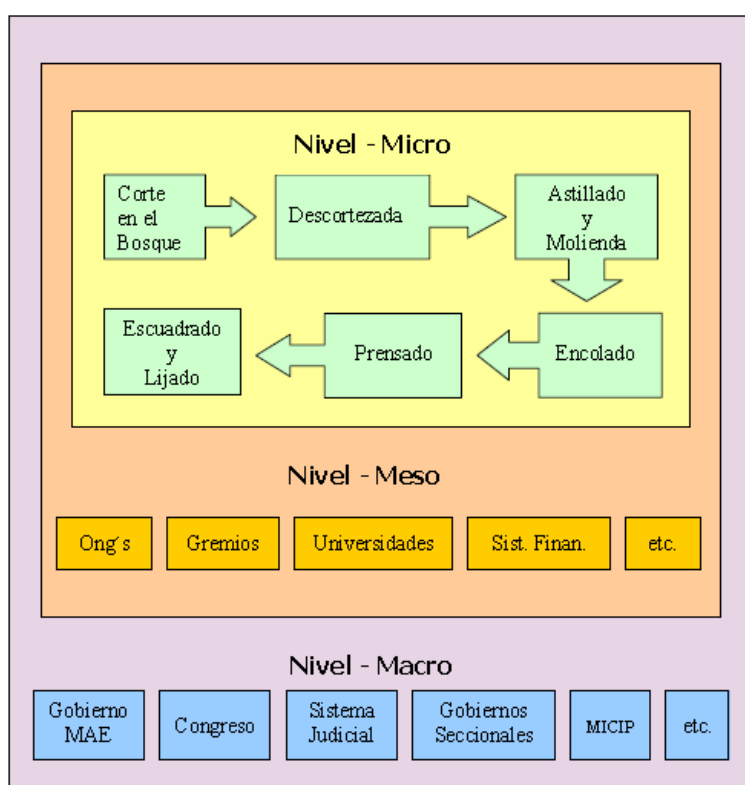 Nivel - Micro
Corte
en el
Bosque
Descortezada
Astillado
y
Molienda
Escuadrado
y
Lijado
Prensado
Encolado
Nivel - Meso
Ong´s
Gremios
Universidades
Sist. Finan.
etc.
Nivel - Macro
Gobierno
MAE
Congreso
Sistema
Judicial
Gobiernos
Seccionales
MICIP
etc.